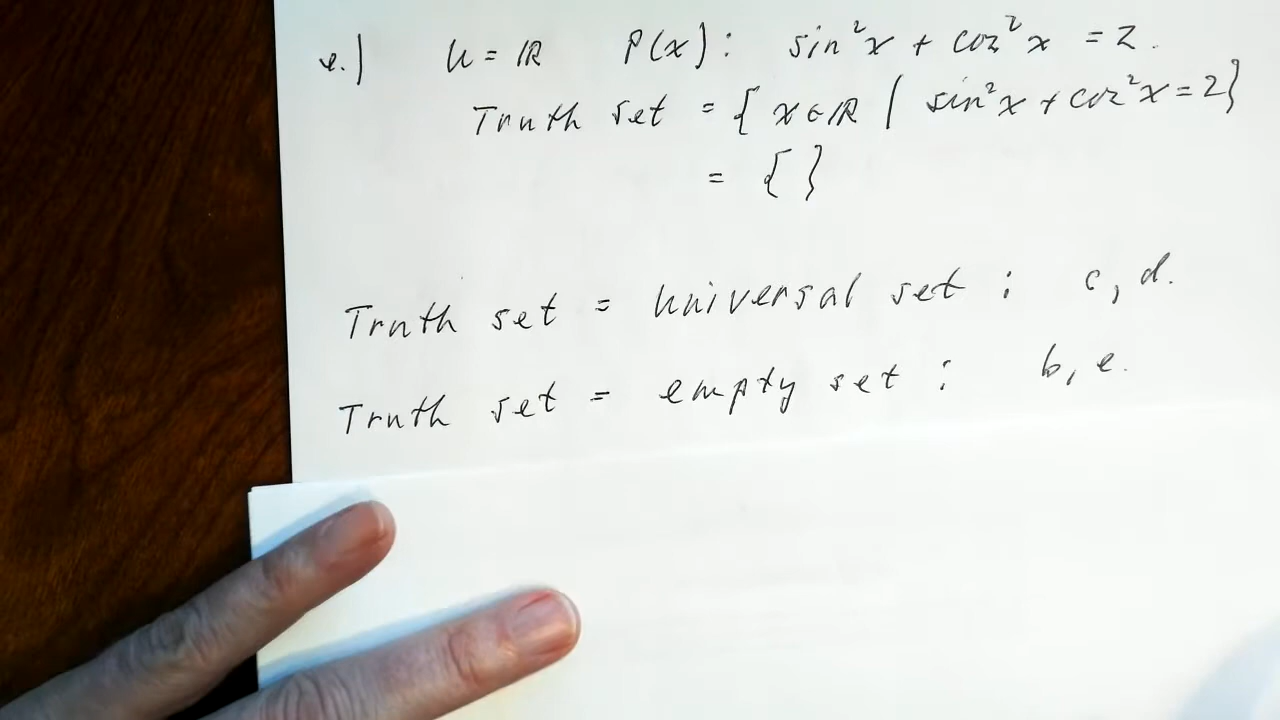 e.) U = ℝ P(x): sin²x + cos²x = 2.
Truth set = { x ∈ ℝ | sin²x + cos²x = 2}
= { }
Truth set = Universal set : c, d.
Truth set = empty set : b, e.